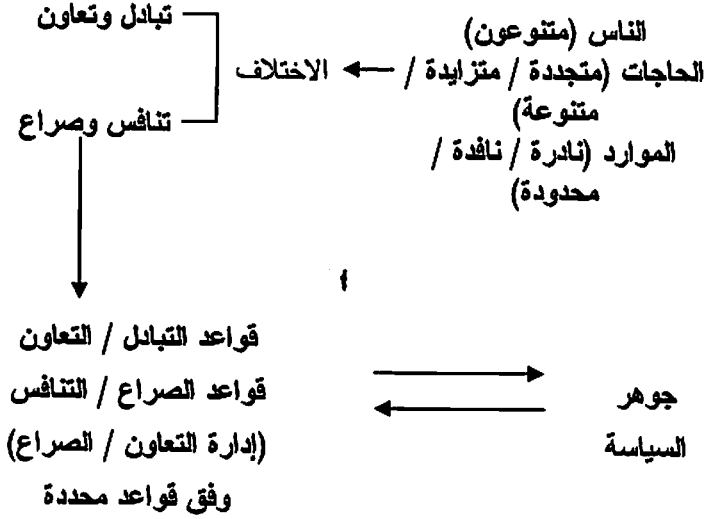 الناس (متنوعون)
الحاجات (متجددة / متزايدة /
متنوعة)
الموارد (نادرة / نافدة /
محدودة)
الاختلاف
تبادل وتعاون
تنافس وصراع
قواعد التبادل / التعاون
قواعد الصراع / التنافس
(إدارة التعاون / الصراع)
وفق قواعد محددة
جوهر
السياسة